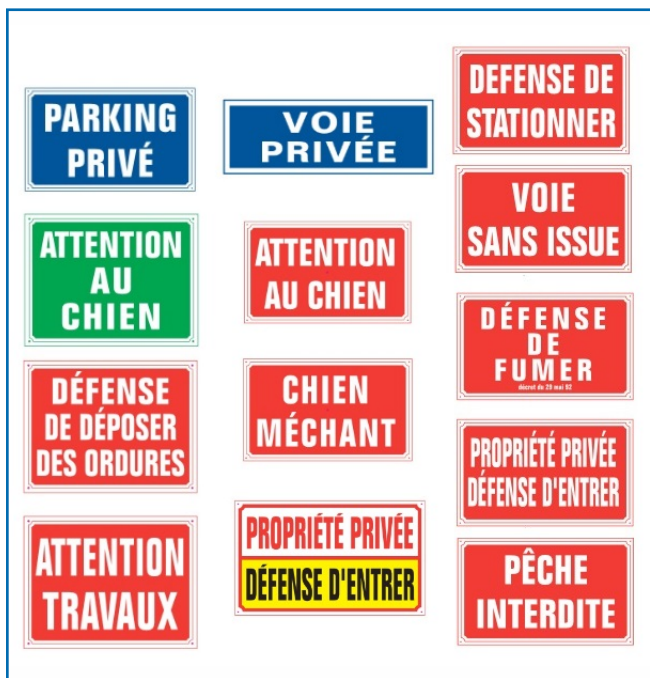 PARKING
PRIVÉ
ATTENTION
AU
CHIEN
DÉFENSE
DE DÉPOSER
DES ORDURES
ATTENTION
TRAVAUX
VOIE
PRIVÉE
ATTENTION
AU CHIEN
CHIEN
MÉCHANT
PROPRIÉTÉ PRIVÉE
DÉFENSE D'ENTRER
DEFENSE DE
STATIONNER
VOIE
SANS ISSUE
DÉFENSE
DE
FUMER
décret du 29 mai 92
PROPRIÉTÉ PRIVÉE
DÉFENSE D'ENTRER
PÊCHE
INTERDITE